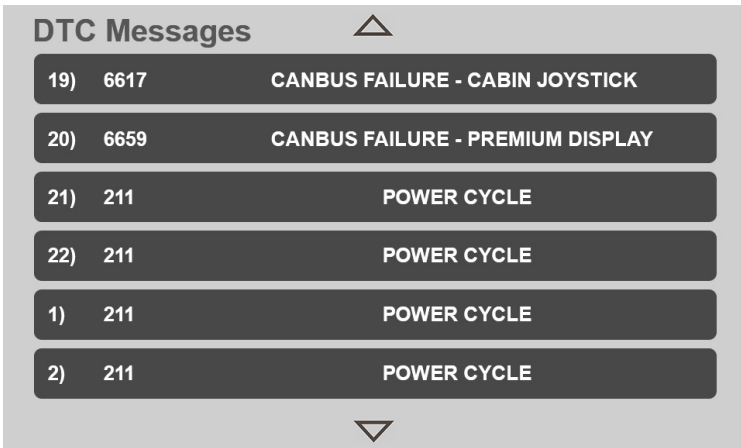 DTC Messages
19) 6617 CANBUS FAILURE - CABIN JOYSTICK
20) 6659 CANBUS FAILURE - PREMIUM DISPLAY
21) 211 POWER CYCLE
22) 211 POWER CYCLE
1) 211 POWER CYCLE
2) 211 POWER CYCLE